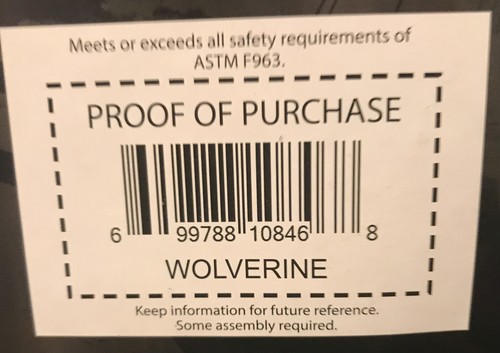 Meets or exceeds all safety requirements of
ASTM F963.
PROOF OF PURCHASE
6 99788 10846 8
WOLVERINE
Keep information for future reference.
Some assembly required.